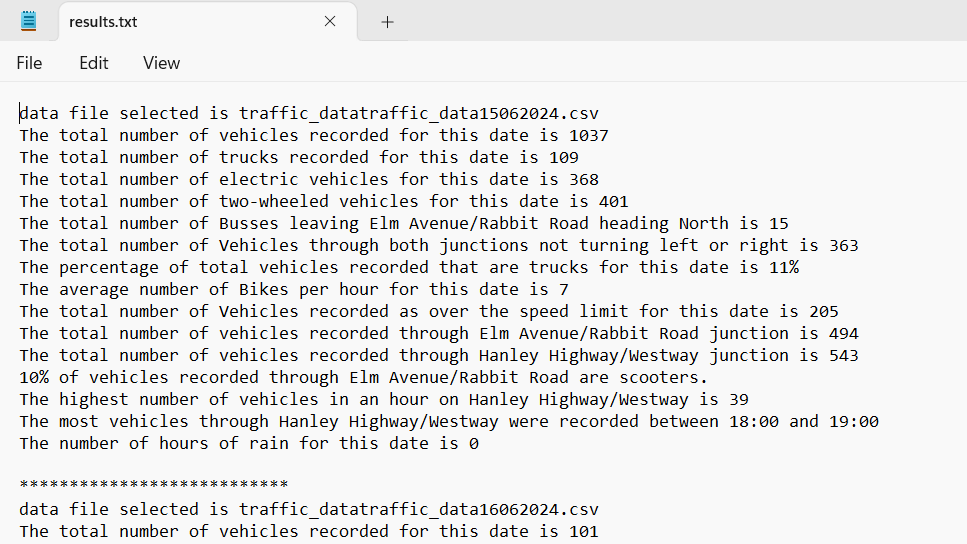 results.txt
File Edit View
data file selected is traffic_datatraffic_data15062024.csv
The total number of vehicles recorded for this date is 1037
The total number of trucks recorded for this date is 109
The total number of electric vehicles for this date is 368
The total number of two-wheeled vehicles for this date is 401
The total number of Busses leaving Elm Avenue/Rabbit Road heading North is 15
The total number of Vehicles through both junctions not turning left or right is 363
The percentage of total vehicles recorded that are trucks for this date is 11%
The average number of Bikes per hour for this date is 7
The total number of Vehicles recorded as over the speed limit for this date is 205
The total number of vehicles recorded through Elm Avenue/Rabbit Road junction is 494
The total number of vehicles recorded through Hanley Highway/Westway junction is 543
10% of vehicles recorded through Elm Avenue/Rabbit Road are scooters.
The highest number of vehicles in an hour on Hanley Highway/Westway is 39
The most vehicles through Hanley Highway/Westway were recorded between 18:00 and 19:00
The number of hours of rain for this date is 0
***************************
data file selected is traffic_datatraffic_data16062024.csv
The total number of vehicles recorded for this date is 101